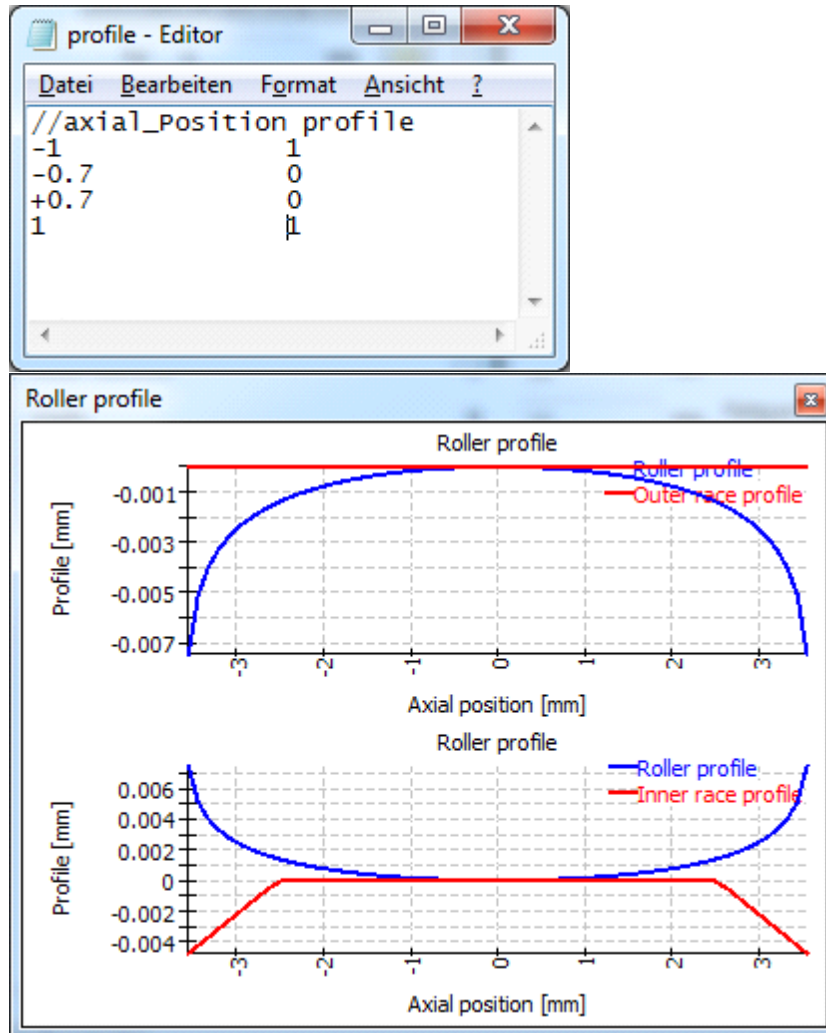 profile - Editor
Datei Bearbeiten Format Ansicht ?
//axial_Position profile
-1 1
-0.7 0
+0.7 0
1 1
Roller profile
Roller profile
Roller profile
Outer race profile
-0.001
-0.003
-0.005
-0.007
Profile [mm]
-3 -2 -1 0 1 2 3
Axial position [mm]
Roller profile
Roller profile
Inner race profile
0.006
0.004
0.002
0
-0.002
-0.004
Profile [mm]
-3 -2 -1 0 1 2 3
Axial position [mm]